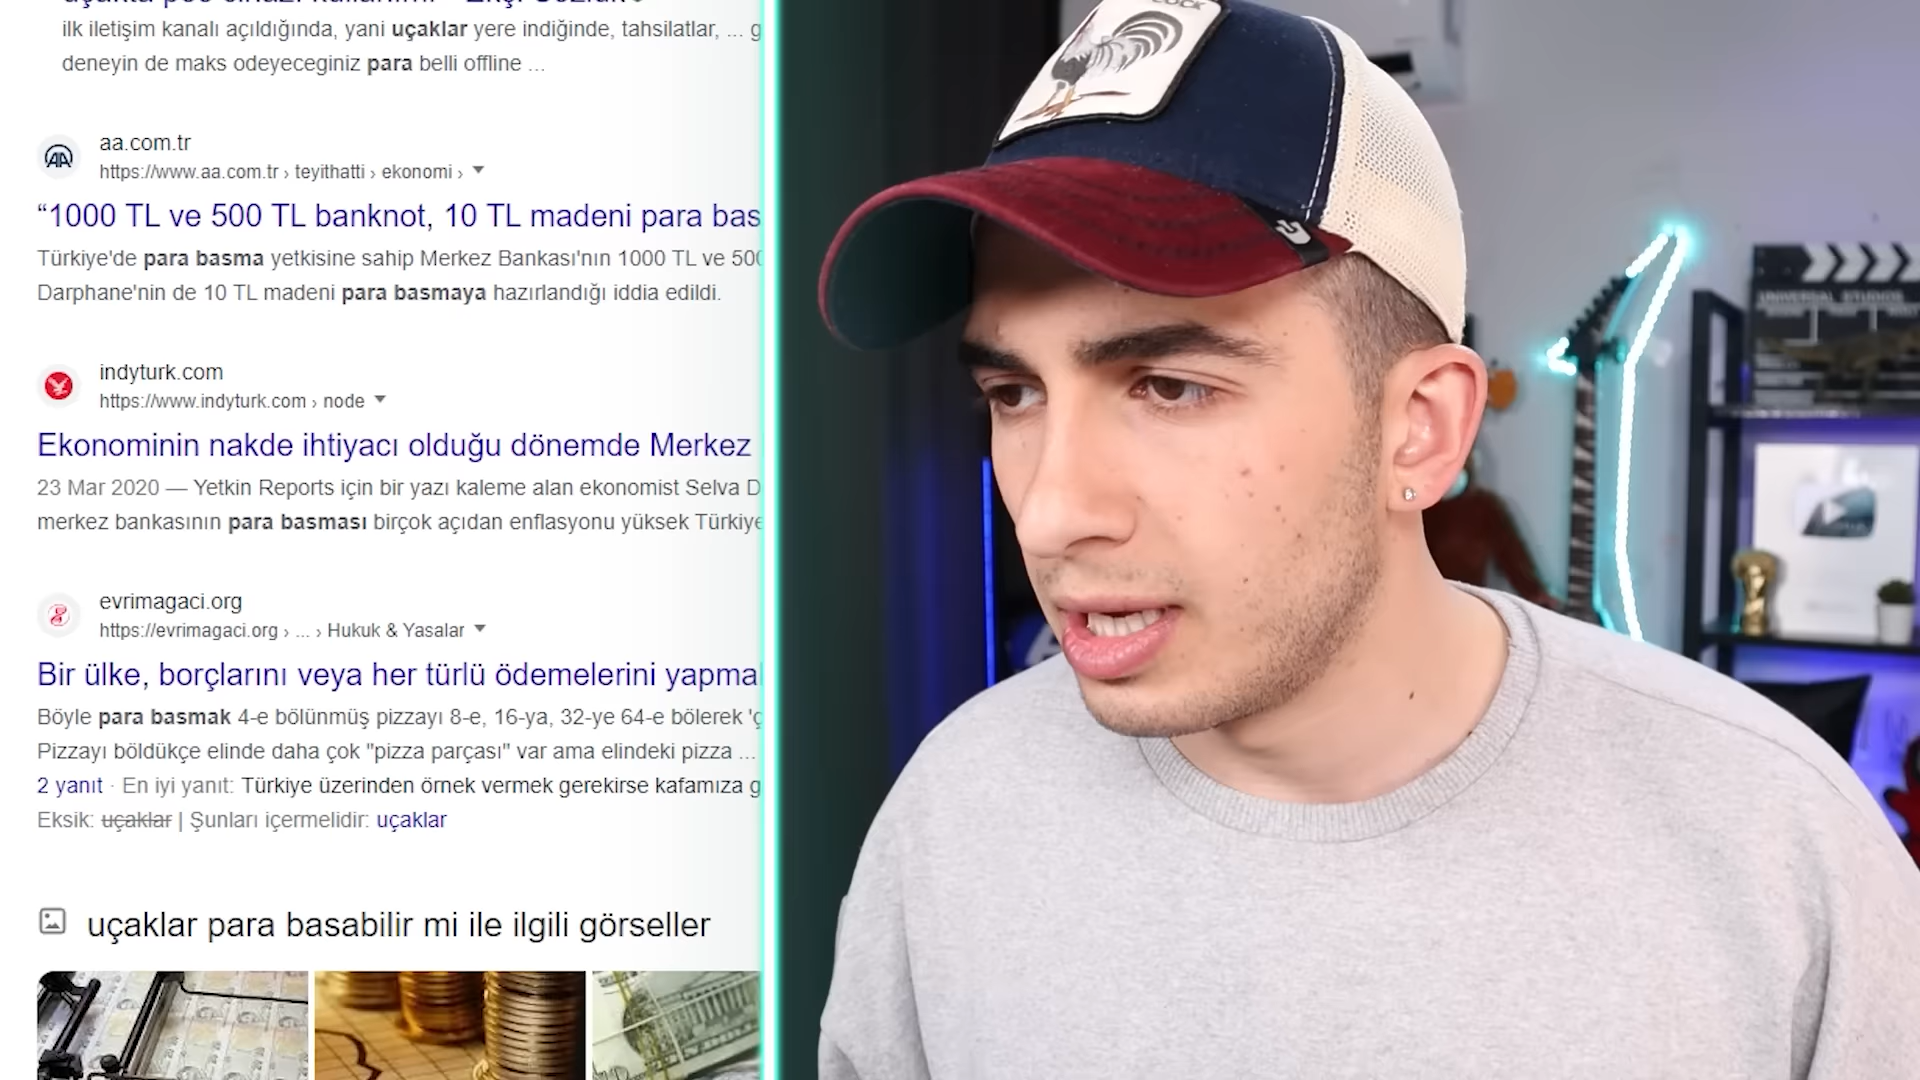 ilk iletişim kanalı açıldığında, yani uçaklar yere indiğinde, tahsilatlar, ... g
deneyin de maks odeyeceginiz para belli offline ...
aa.com.tr
https://www.aa.com.tr › teyithatti › ekonomi ›
“1000 TL ve 500 TL banknot, 10 TL madeni para bas
Türkiye'de para basma yetkisine sahip Merkez Bankası'nın 1000 TL ve 500
Darphane'nin de 10 TL madeni para basmaya hazırlandığı iddia edildi.
indyturk.com
https://www.indyturk.com › node
Ekonominin nakde ihtiyacı olduğu dönemde Merkez
23 Mar 2020 — Yetkin Reports için bir yazı kaleme alan ekonomist Selva D
merkez bankasının para basması birçok açıdan enflasyonu yüksek Türkiye
evrimagaci.org
https://evrimagaci.org › ... › Hukuk & Yasalar
Bir ülke, borçlarını veya her türlü ödemelerini yapmal
Böyle para basmak 4-e bölünmüş pizzayı 8-e, 16-ya, 32-ye 64-e bölerek 'ç
Pizzayı böldükçe elinde daha çok "pizza parçası" var ama elindeki pizza ...
2 yanıt · En iyi yanıt: Türkiye üzerinden örnek vermek gerekirse kafamıza g
Eksik: uçaklar | Şunları içermelidir: uçaklar
uçaklar para basabilir mi ile ilgili görseller
UNIVERSAL STUDIOS